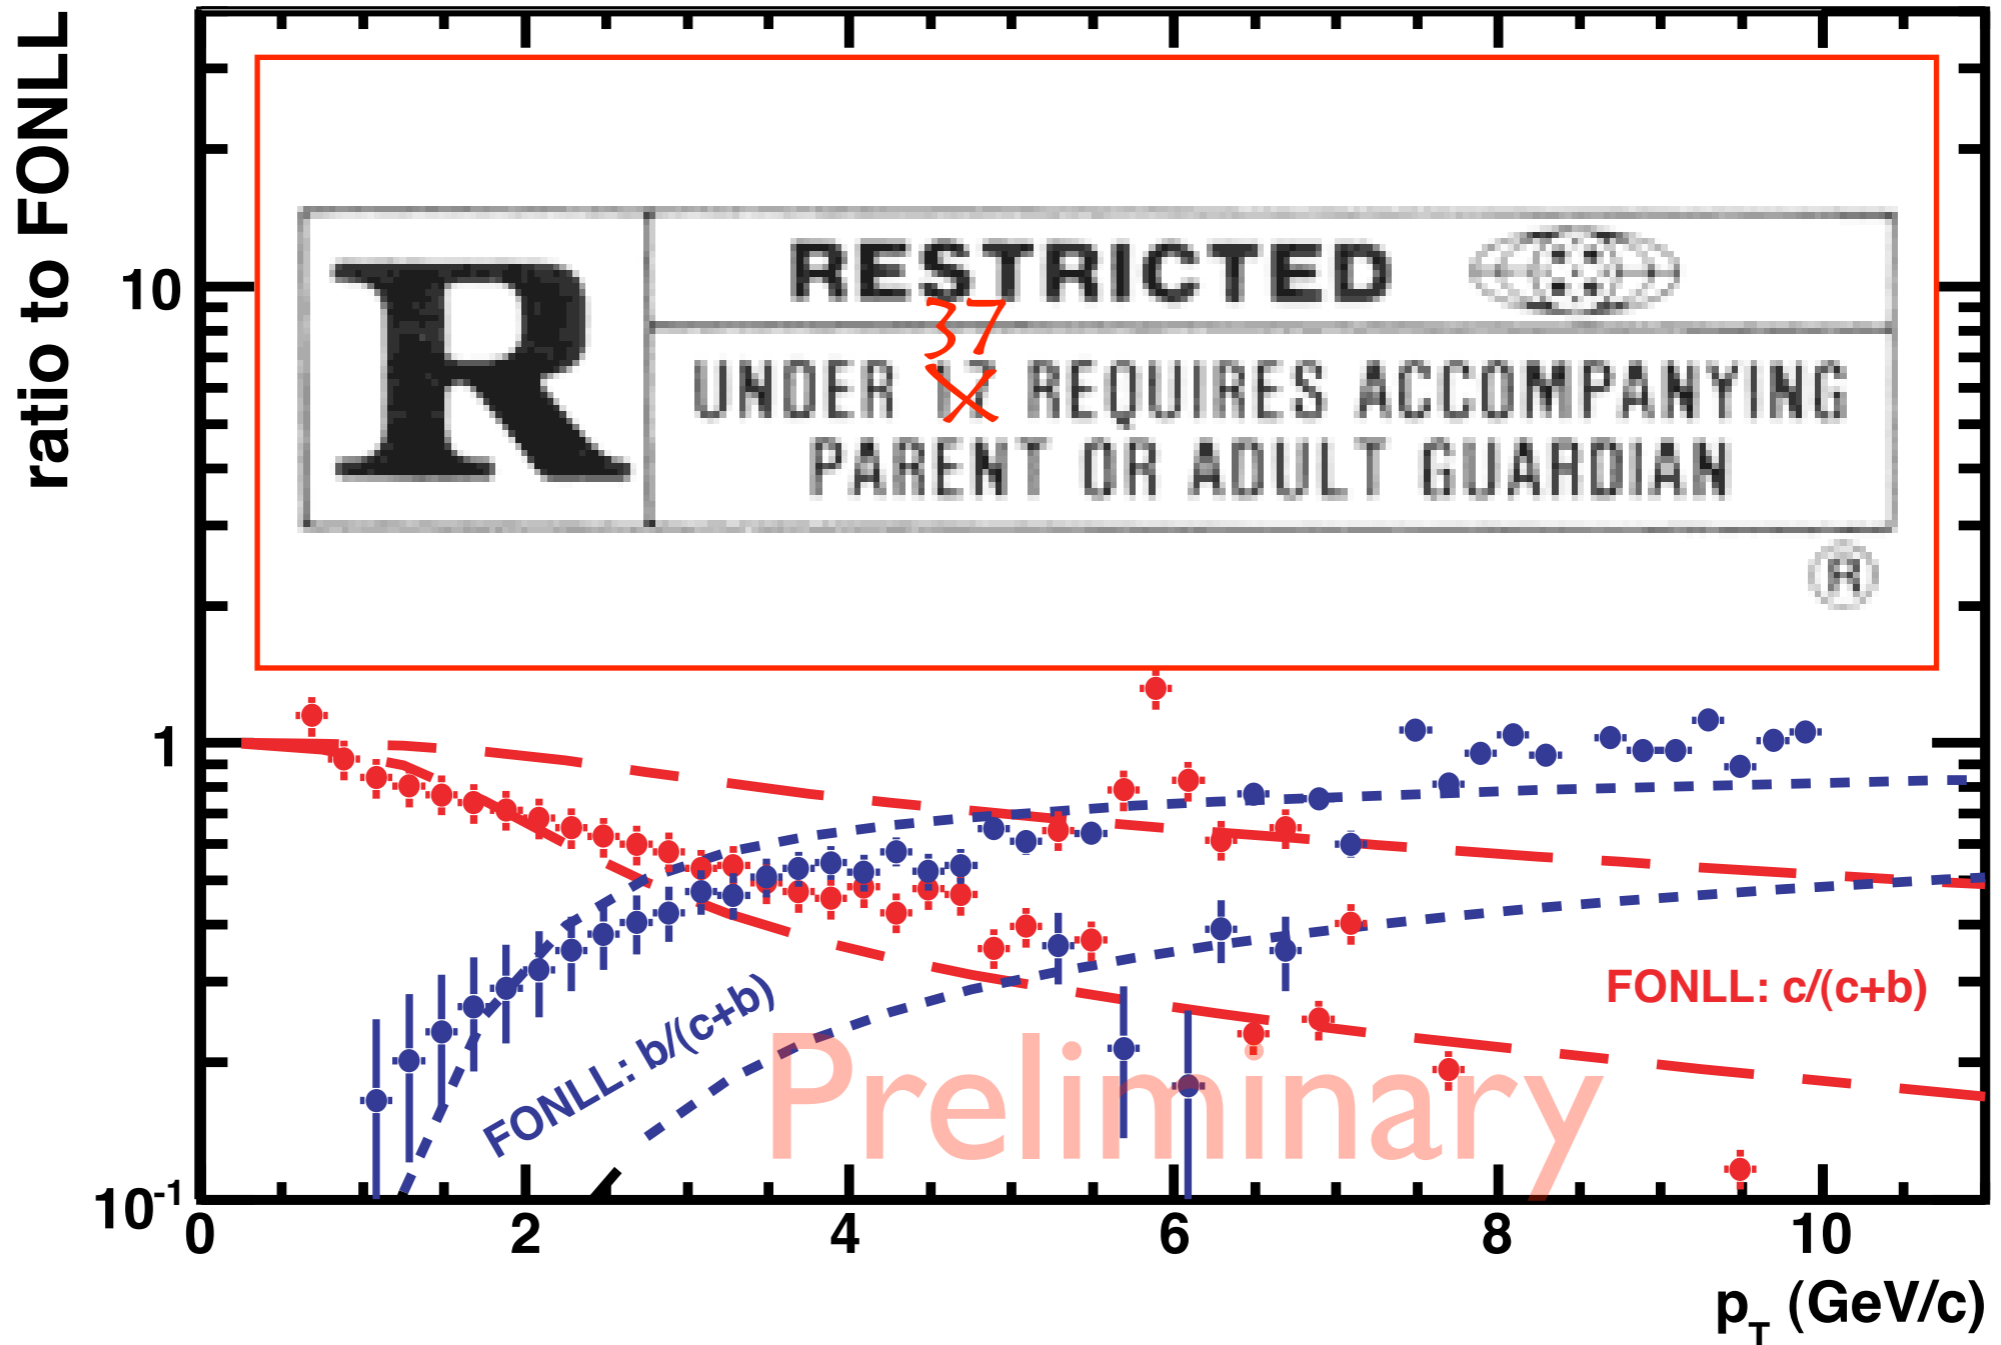 ratio to FONLL
10
1
10-1
R
RESTRICTED
37
UNDER 17 REQUIRES ACCOMPANYING
PARENT OR ADULT GUARDIAN
®
FONLL: b/(c+b)
FONLL: c/(c+b)
Preliminary
0 2 4 6 8 10
pT (GeV/c)